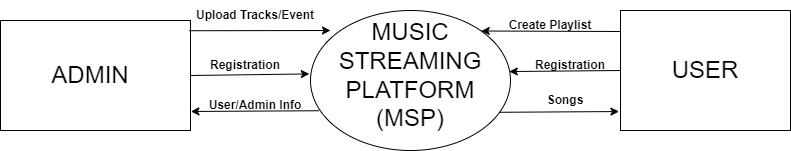 Upload Tracks/Event
Create Playlist
ADMIN
MUSIC
STREAMING
PLATFORM
(MSP)
USER
Registration
Registration
User/Admin Info
Songs